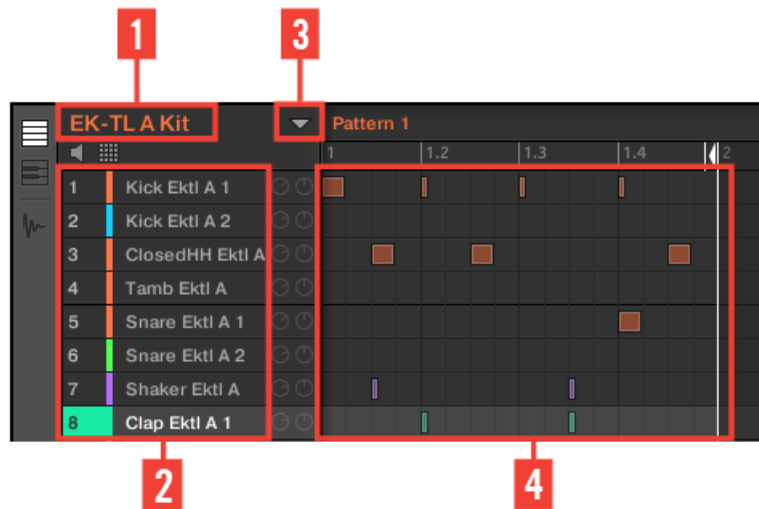 1
3
EK-TL A Kit
Pattern 1
1
1.2
1.3
1.4
2
1 Kick Ektl A 1
2 Kick Ektl A 2
3 ClosedHH Ektl A
4 Tamb Ektl A
5 Snare Ektl A 1
6 Snare Ektl A 2
7 Shaker Ektl A
8 Clap Ektl A 1
2
4